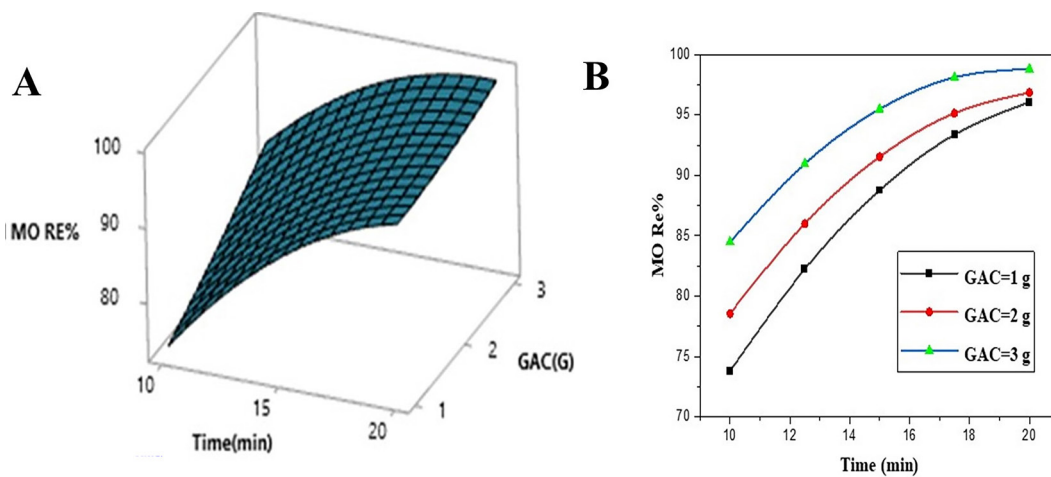 A
100
90
80
MO RE%
10
15
20
Time(min)
1
2
3
GAC(G)
B
100
95
90
85
80
75
70
MO Re%
GAC=1 g
GAC=2 g
GAC=3 g
10 12 14 16 18 20
Time (min)